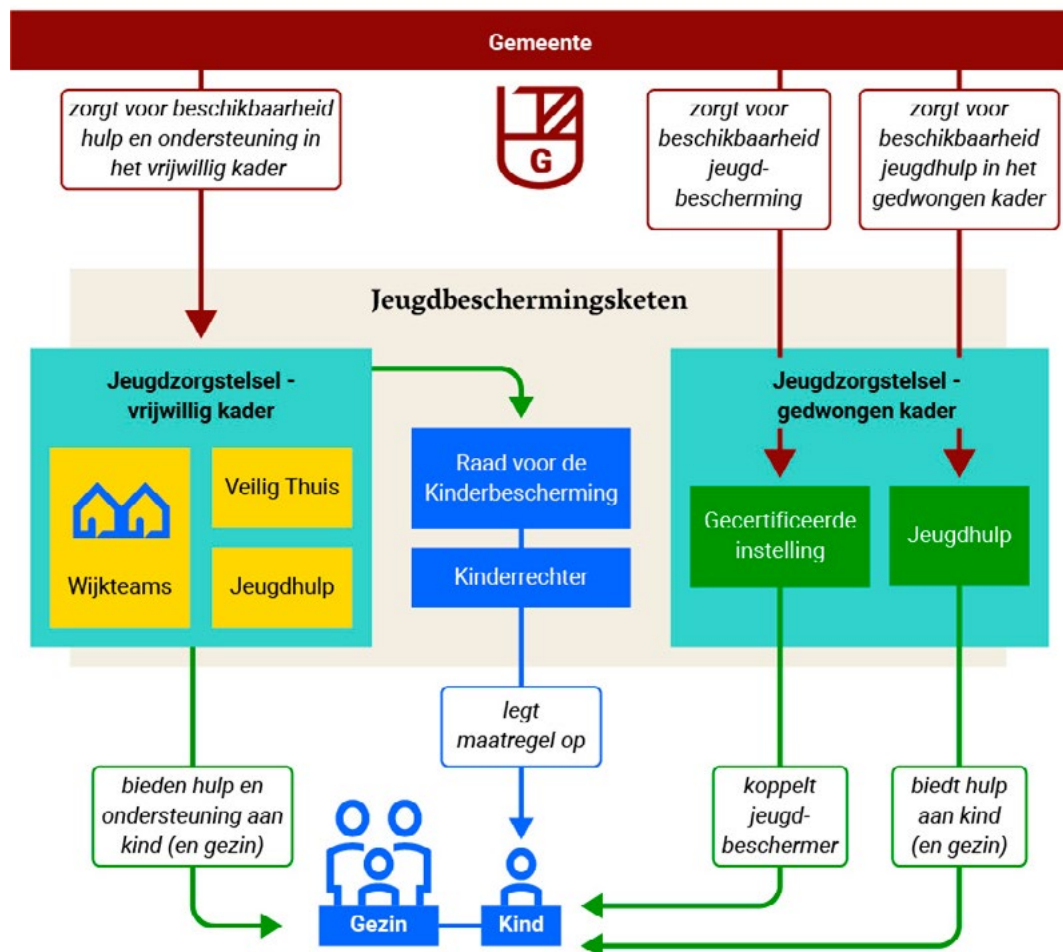 Gemeente
zorgt voor beschikbaarheid
hulp en ondersteuning in
het vrijwillig kader
G
zorgt voor
beschikbaarheid
jeugd-
bescherming
zorgt voor
beschikbaarheid
jeugdhulp in het
gedwongen kader
Jeugdbeschermingsketen
Jeugdzorgstelsel -
vrijwillig kader
Wijkteams
Veilig Thuis
Jeugdhulp
Raad voor de
Kinderbescherming
Kinderrechter
Jeugdzorgstelsel -
gedwongen kader
Gecertificeerde
instelling
Jeugdhulp
bieden hulp en
ondersteuning aan
kind (en gezin)
legt
maatregel op
koppelt
jeugd-
beschermer
biedt hulp
aan kind
(en gezin)
Gezin
Kind